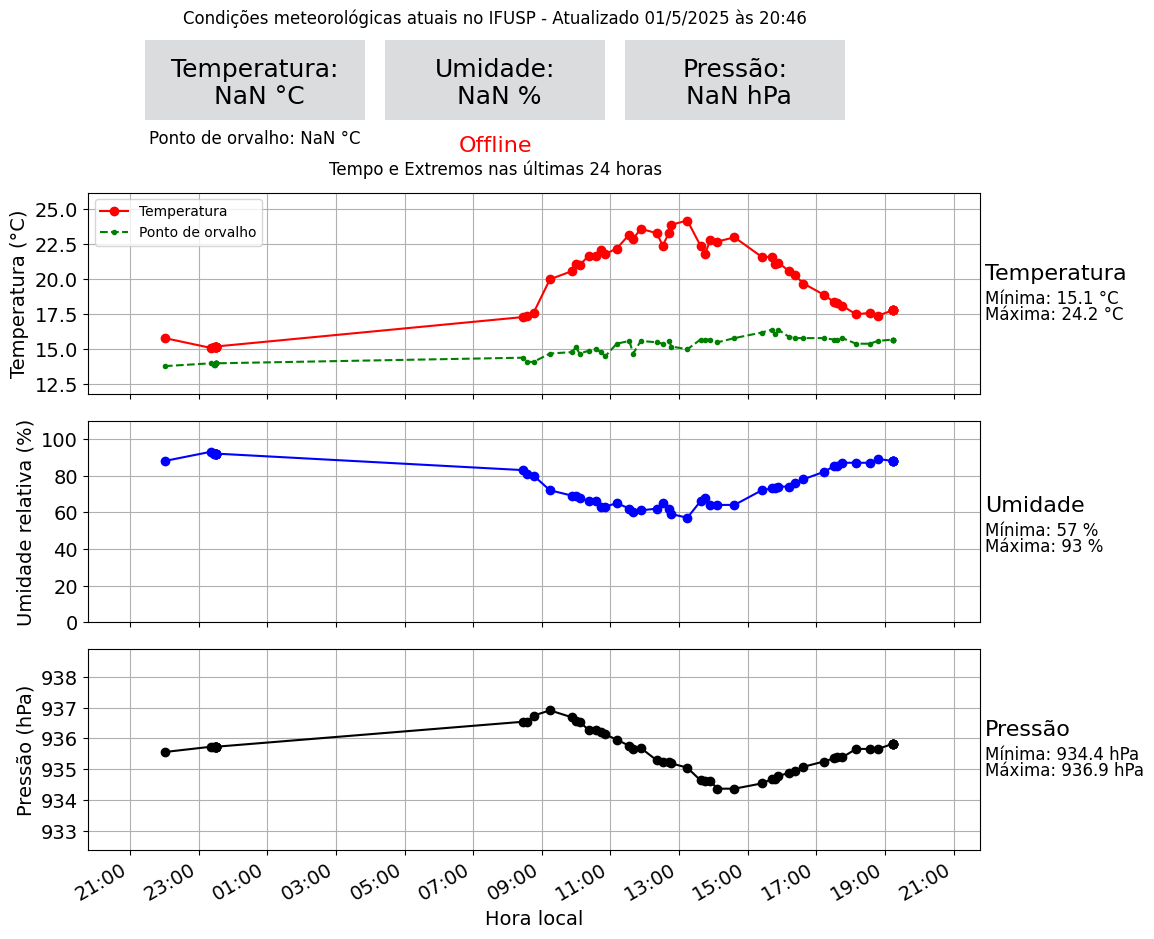 Condições meteorológicas atuais no IFUSP - Atualizado 01/5/2025 às 20:46
Temperatura:
NaN °C
Umidade:
NaN %
Pressão:
NaN hPa
Ponto de orvalho: NaN °C
Offline
Tempo e Extremos nas últimas 24 horas
Temperatura (°C)
25.0
22.5
20.0
17.5
15.0
12.5
Temperatura
Ponto de orvalho
Temperatura
Mínima: 15.1 °C
Máxima: 24.2 °C
Umidade relativa (%)
100
80
60
40
20
0
Umidade
Mínima: 57 %
Máxima: 93 %
Pressão (hPa)
938
937
936
935
934
933
Pressão
Mínima: 934.4 hPa
Máxima: 936.9 hPa
21:00 23:00 01:00 03:00 05:00 07:00 09:00 11:00 13:00 15:00 17:00 19:00 21:00
Hora local